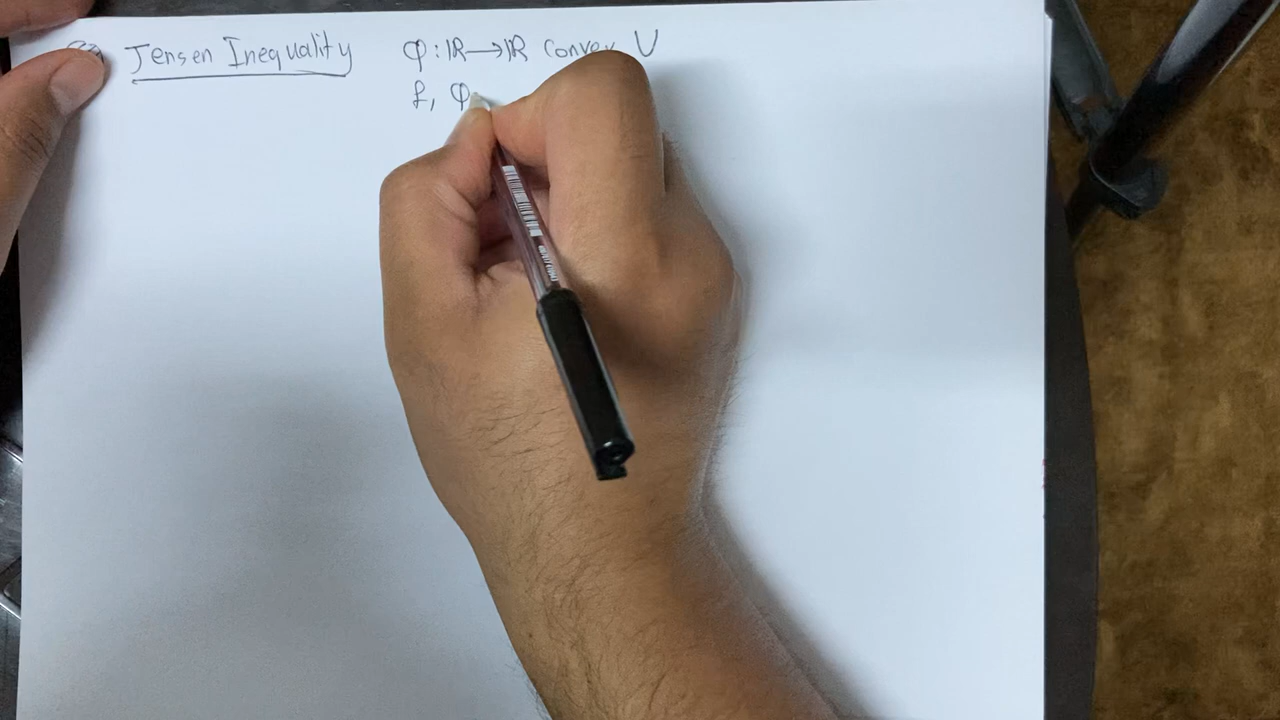 Jensen Inequality φ:ℝ→ℝ convex ∪
f, φ